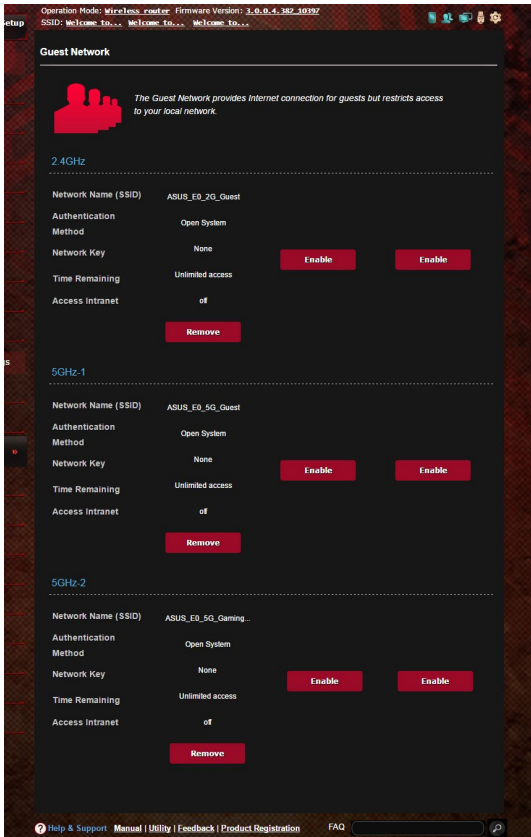 Operation Mode: Wireless router Firmware Version: 3.0.0.4.382_10397
SSID: Welcome to... Welcome to... Welcome to...
Setup
Guest Network
The Guest Network provides Internet connection for guests but restricts access
to your local network.
2.4GHz
Network Name (SSID) ASUS_E0_2G_Guest
Authentication
Method Open System
Network Key None
Enable Enable
Time Remaining Unlimited access
Access Intranet off
Remove
gs
5GHz-1
Network Name (SSID) ASUS_E0_5G_Guest
Authentication
Method Open System
Network Key None
Enable Enable
Time Remaining Unlimited access
Access Intranet off
Remove
5GHz-2
Network Name (SSID) ASUS_E0_5G_Gaming...
Authentication
Method Open System
Network Key None
Enable Enable
Time Remaining Unlimited access
Access Intranet off
Remove
? Help & Support Manual | Utility | Feedback | Product Registration FAQ